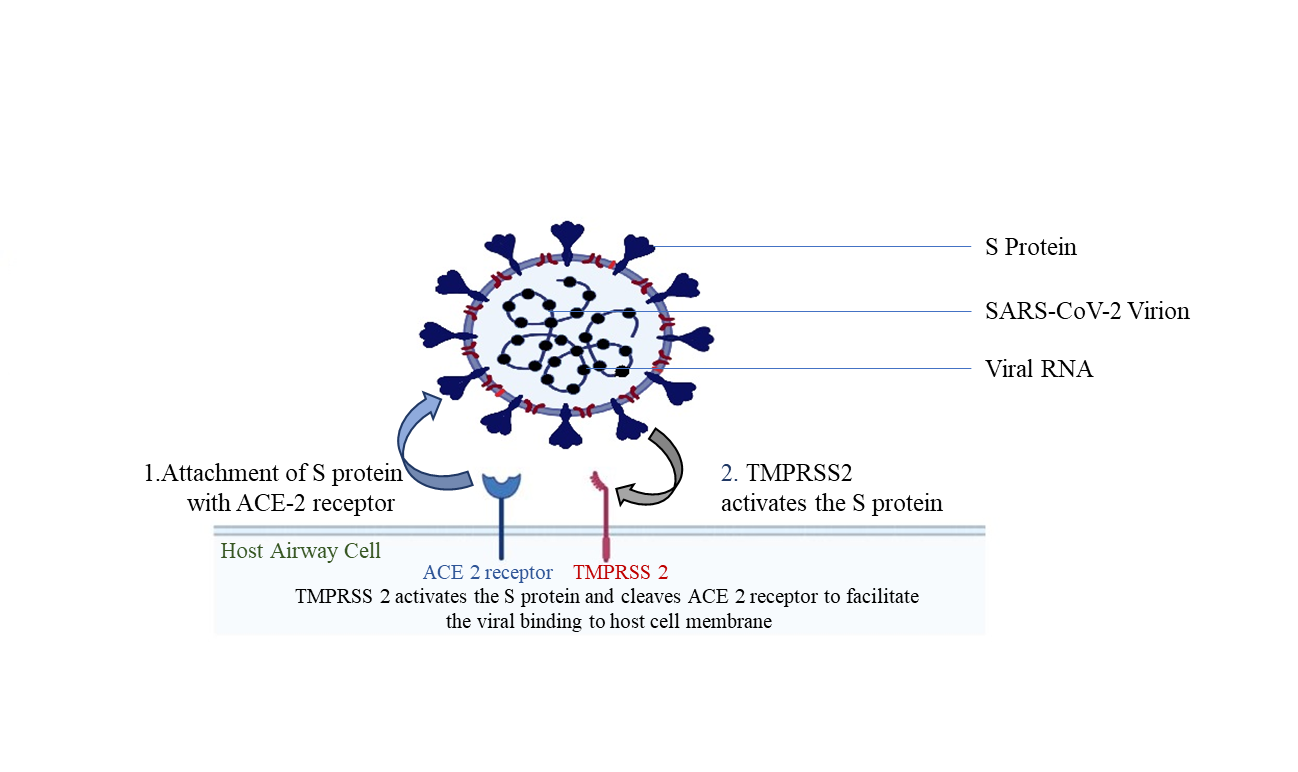 S Protein
SARS-CoV-2 Virion
Viral RNA
1.Attachment of S protein
with ACE-2 receptor
2. TMPRSS2
activates the S protein
Host Airway Cell
ACE 2 receptor
TMPRSS 2
TMPRSS 2 activates the S protein and cleaves ACE 2 receptor to facilitate
the viral binding to host cell membrane